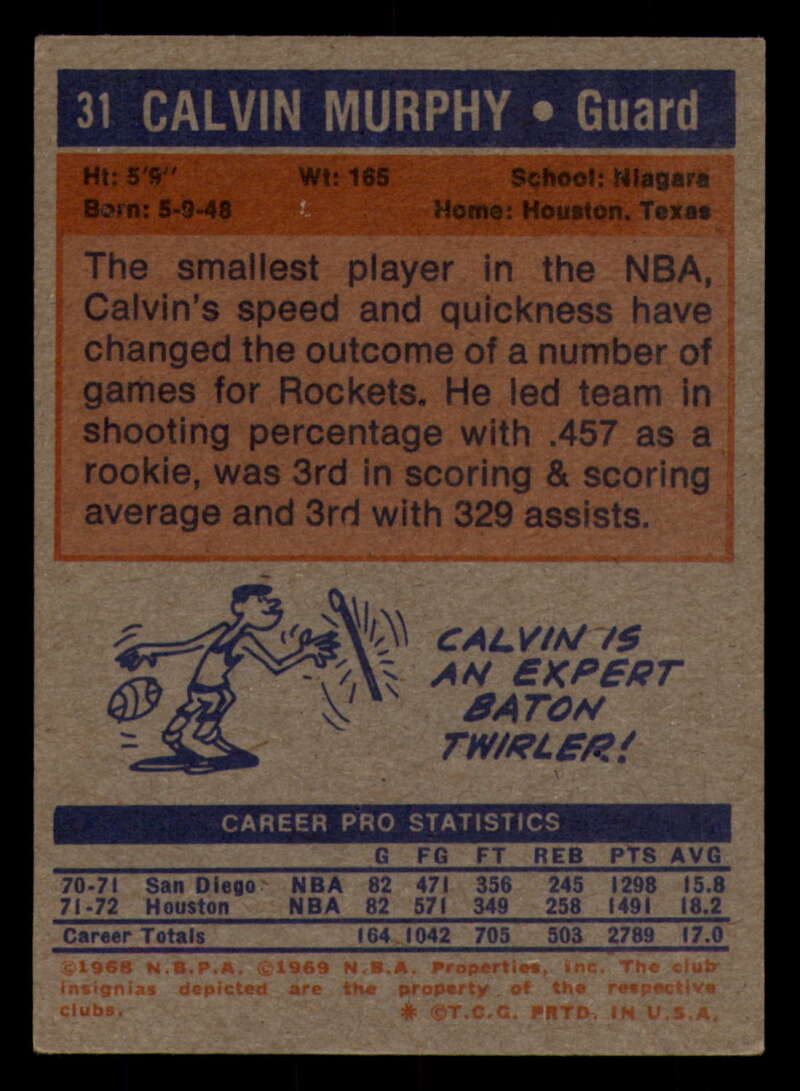 31 CALVIN MURPHY • Guard
Ht: 5'9" Wt: 165 School: Niagara
Born: 5-9-48 Home: Houston, Texas
The smallest player in the NBA,
Calvin's speed and quickness have
changed the outcome of a number of
games for Rockets. He led team in
shooting percentage with .457 as a
rookie, was 3rd in scoring & scoring
average and 3rd with 329 assists.
CALVIN IS
AN EXPERT
BATON
TWIRLER!
CAREER PRO STATISTICS
G FG FT REB PTS AVG
70-71 San Diego NBA 82 471 356 245 1298 15.8
71-72 Houston NBA 82 571 349 258 1491 18.2
Career Totals 164 1042 705 503 2789 17.0
©1968 N.B.P.A. ©1969 N.B.A. Properties, Inc. The club
insignias depicted are the property of the respective
clubs. * ©T.C.G. PRTD. IN U.S.A.